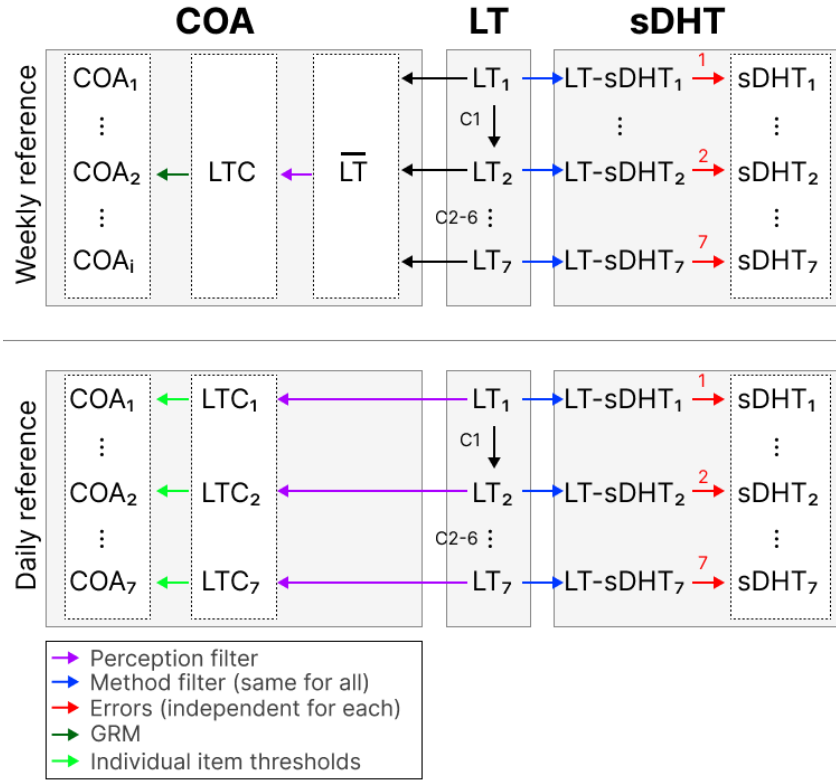 COA LT sDHT
Weekly reference
COA₁ LT₁ LT-sDHT₁ 1 sDHT₁
⋮ C1 ⋮ ⋮
COA₂ LTC L̅T̅ LT₂ LT-sDHT₂ 2 sDHT₂
⋮ C2-6 ⋮ ⋮
COAᵢ LT₇ LT-sDHT₇ 7 sDHT₇
Daily reference
COA₁ LTC₁ LT₁ LT-sDHT₁ 1 sDHT₁
⋮ C1 ⋮
COA₂ LTC₂ LT₂ LT-sDHT₂ 2 sDHT₂
⋮ C2-6 ⋮ ⋮
COA₇ LTC₇ LT₇ LT-sDHT₇ 7 sDHT₇
Perception filter
Method filter (same for all)
Errors (independent for each)
GRM
Individual item thresholds